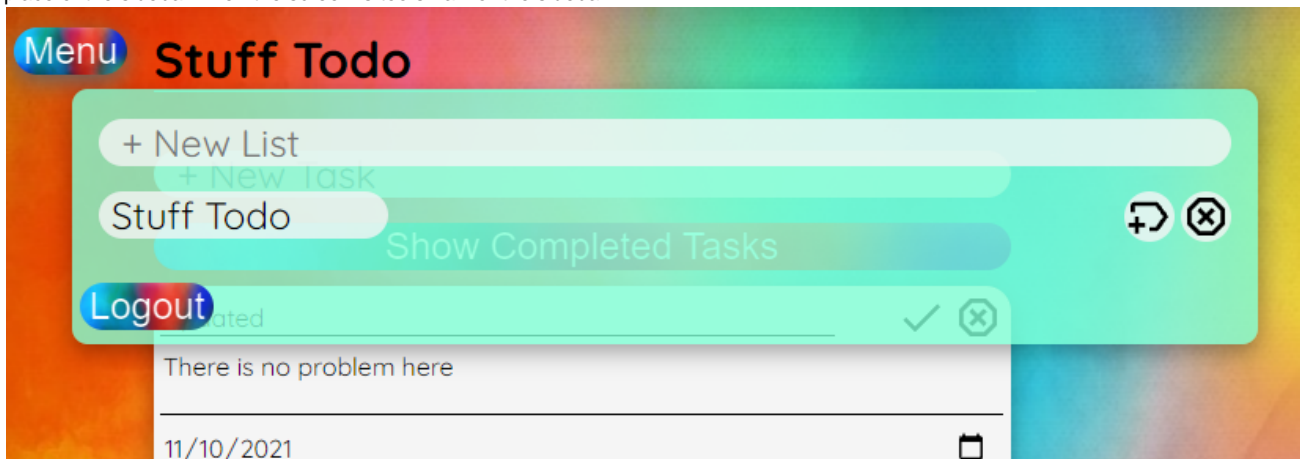 Menu
Stuff Todo
+ New List
+ New Task
Stuff Todo
Show Completed Tasks
Logout
There is no problem here
11/10/2021